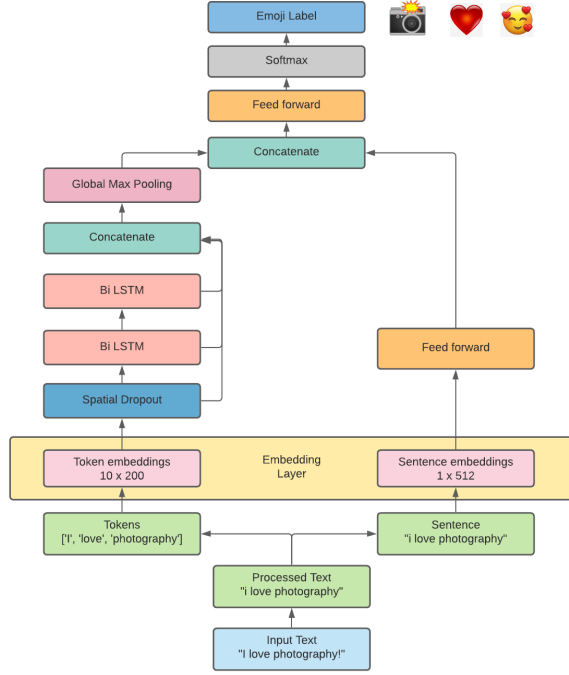 Emoji Label
Softmax
Feed forward
Concatenate
Global Max Pooling
Concatenate
Bi LSTM
Bi LSTM
Feed forward
Spatial Dropout
Token embeddings
10 x 200
Embedding
Layer
Sentence embeddings
1 x 512
Tokens
['I', 'love', 'photography']
Sentence
"i love photography"
Processed Text
"i love photography"
Input Text
"I love photography!"